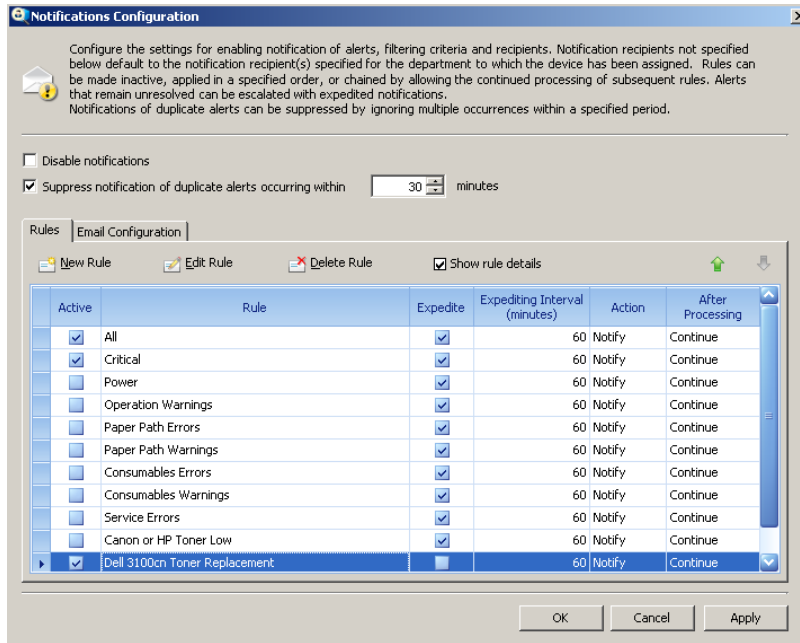 Notifications Configuration
Configure the settings for enabling notification of alerts, filtering criteria and recipients. Notification recipients not specified
below default to the notification recipient(s) specified for the department to which the device has been assigned. Rules can
be made inactive, applied in a specified order, or chained by allowing the continued processing of subsequent rules. Alerts
that remain unresolved can be escalated with expedited notifications.
Notifications of duplicate alerts can be suppressed by ignoring multiple occurrences within a specified period.
Disable notifications
Suppress notification of duplicate alerts occurring within 30 minutes
Rules Email Configuration
New Rule Edit Rule Delete Rule Show rule details
Active Rule Expedite Expediting Interval (minutes) Action After Processing
All 60 Notify Continue
Critical 60 Notify Continue
Power 60 Notify Continue
Operation Warnings 60 Notify Continue
Paper Path Errors 60 Notify Continue
Paper Path Warnings 60 Notify Continue
Consumables Errors 60 Notify Continue
Consumables Warnings 60 Notify Continue
Service Errors 60 Notify Continue
Canon or HP Toner Low 60 Notify Continue
Dell 3100cn Toner Replacement 60 Notify Continue
OK Cancel Apply